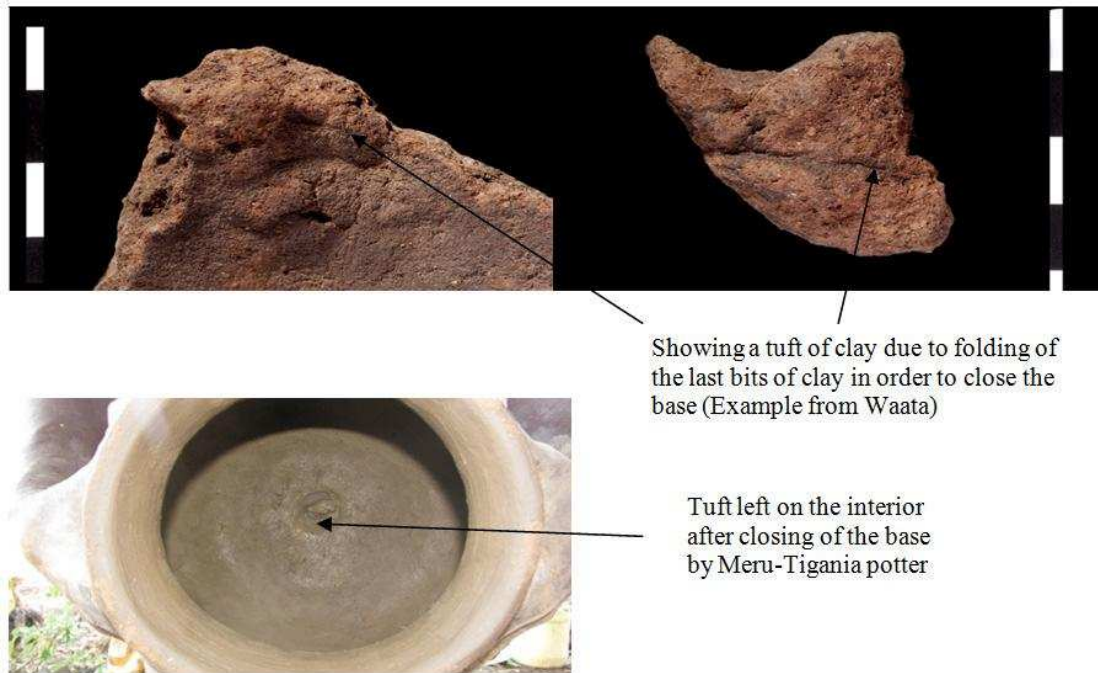 Showing a tuft of clay due to folding of
the last bits of clay in order to close the
base (Example from Waata)
Tuft left on the interior
after closing of the base
by Meru-Tigania potter